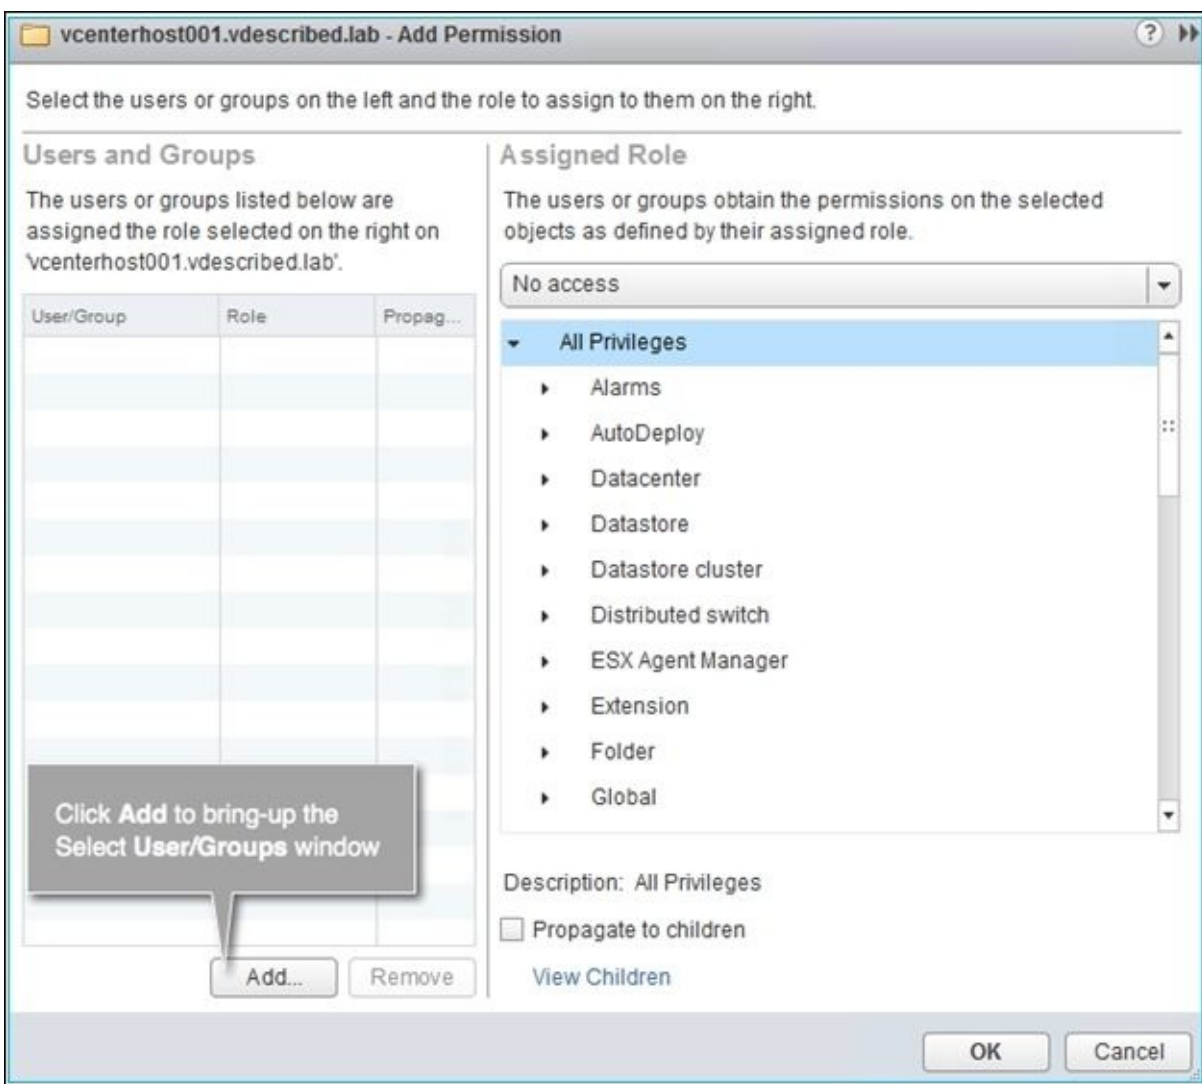 vcenterhost001.vdescribed.lab - Add Permission
?
Select the users or groups on the left and the role to assign to them on the right.
Users and Groups
The users or groups listed below are
assigned the role selected on the right on
'vcenterhost001.vdescribed.lab'.
User/Group Role Propag...
Click Add to bring-up the
Select User/Groups window
Add... Remove
Assigned Role
The users or groups obtain the permissions on the selected
objects as defined by their assigned role.
No access
All Privileges
Alarms
AutoDeploy
Datacenter
Datastore
Datastore cluster
Distributed switch
ESX Agent Manager
Extension
Folder
Global
Description: All Privileges
Propagate to children
View Children
OK Cancel